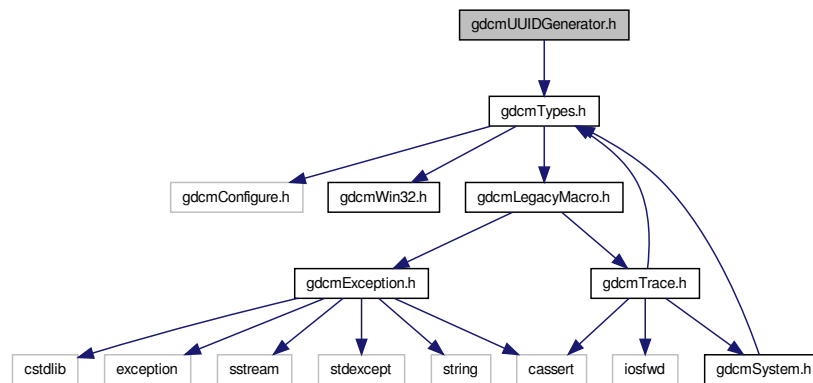 gdcmUUIDGenerator.h
gdcmTypes.h
gdcmConfigure.h
gdcmWin32.h
gdcmLegacyMacro.h
gdcmException.h
gdcmTrace.h
cstdlib
exception
sstream
stdexcept
string
cassert
iosfwd
gdcmSystem.h